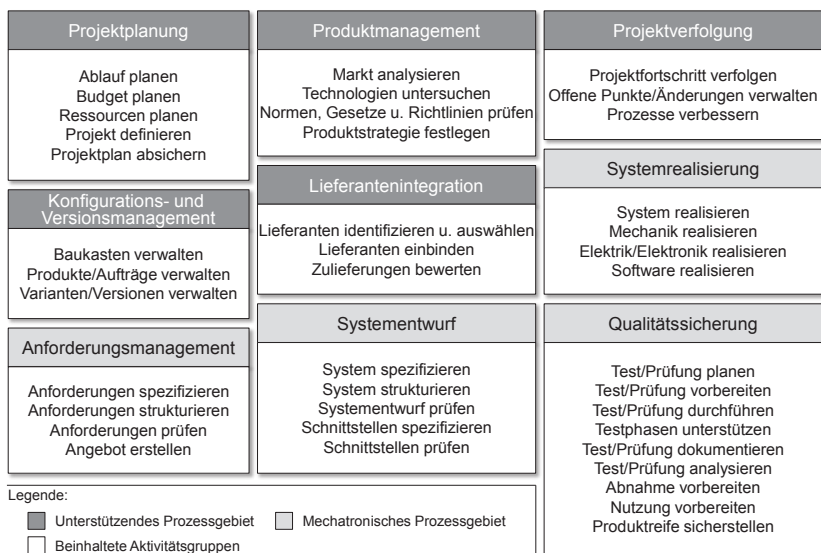 Projektplanung
Ablauf planen
Budget planen
Ressourcen planen
Projekt definieren
Projektplan absichern
Konfigurations- und
Versionsmanagement
Baukasten verwalten
Produkte/Aufträge verwalten
Varianten/Versionen verwalten
Anforderungsmanagement
Anforderungen spezifizieren
Anforderungen strukturieren
Anforderungen prüfen
Angebot erstellen
Produktmanagement
Markt analysieren
Technologien untersuchen
Normen, Gesetze u. Richtlinien prüfen
Produktstrategie festlegen
Lieferantenintegration
Lieferanten identifizieren u. auswählen
Lieferanten einbinden
Zulieferungen bewerten
Systementwurf
System spezifizieren
System strukturieren
Systementwurf prüfen
Schnittstellen spezifizieren
Schnittstellen prüfen
Projektverfolgung
Projektfortschritt verfolgen
Offene Punkte/Änderungen verwalten
Prozesse verbessern
Systemrealisierung
System realisieren
Mechanik realisieren
Elektrik/Elektronik realisieren
Software realisieren
Qualitätssicherung
Test/Prüfung planen
Test/Prüfung vorbereiten
Test/Prüfung durchführen
Testphasen unterstützen
Test/Prüfung dokumentieren
Test/Prüfung analysieren
Abnahme vorbereiten
Nutzung vorbereiten
Produktreife sicherstellen
Legende:
Unterstützendes Prozessgebiet
Mechatronisches Prozessgebiet
Beinhaltete Aktivitätsgruppen